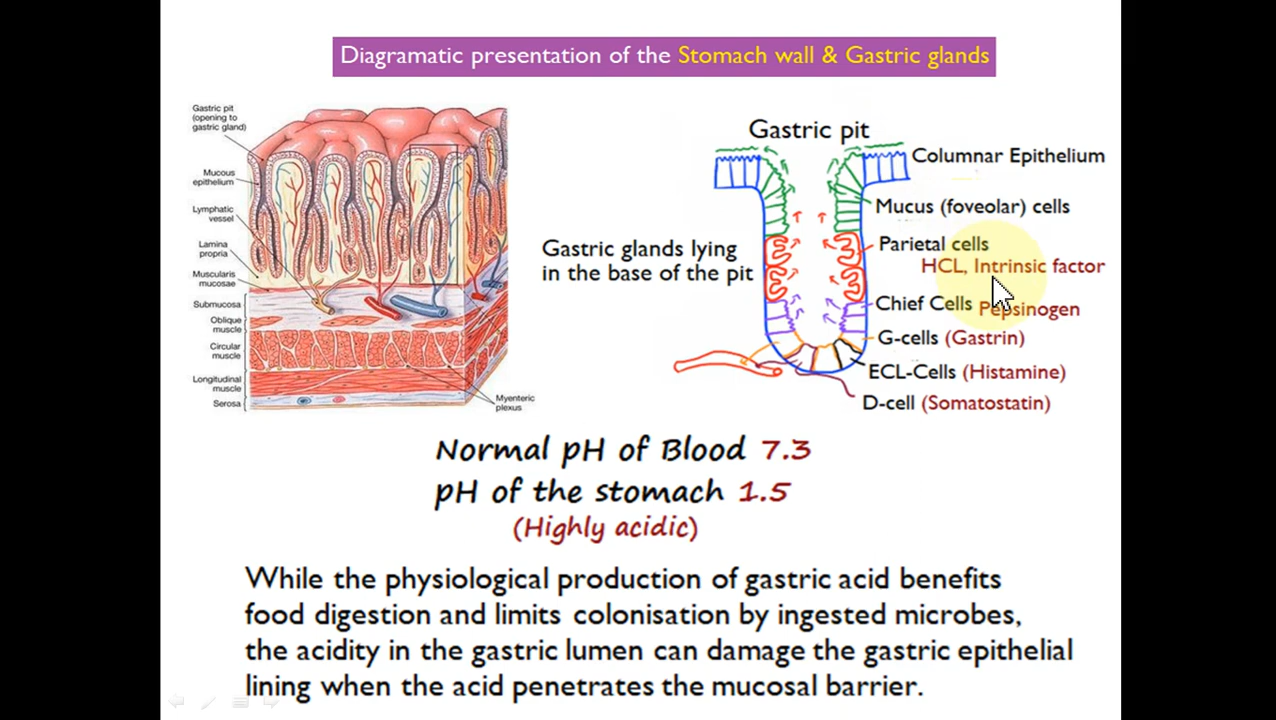 Diagramatic presentation of the Stomach wall & Gastric glands
Gastric pit
(opening to
gastric gland)
Mucous
epithelium
Lymphatic
vessel
Lamina
propria
Muscularis
mucosae
Submucosa
Oblique
muscle
Circular
muscle
Longitudinal
muscle
Serosa
Myenteric
plexus
Gastric glands lying
in the base of the pit
Gastric pit
Columnar Epithelium
Mucus (foveolar) cells
Parietal cells
HCL, Intrinsic factor
Chief Cells Pepsinogen
G-cells (Gastrin)
ECL-Cells (Histamine)
D-cell (Somatostatin)
Normal pH of Blood 7.3
pH of the stomach 1.5
(Highly acidic)
While the physiological production of gastric acid benefits
food digestion and limits colonisation by ingested microbes,
the acidity in the gastric lumen can damage the gastric epithelial
lining when the acid penetrates the mucosal barrier.